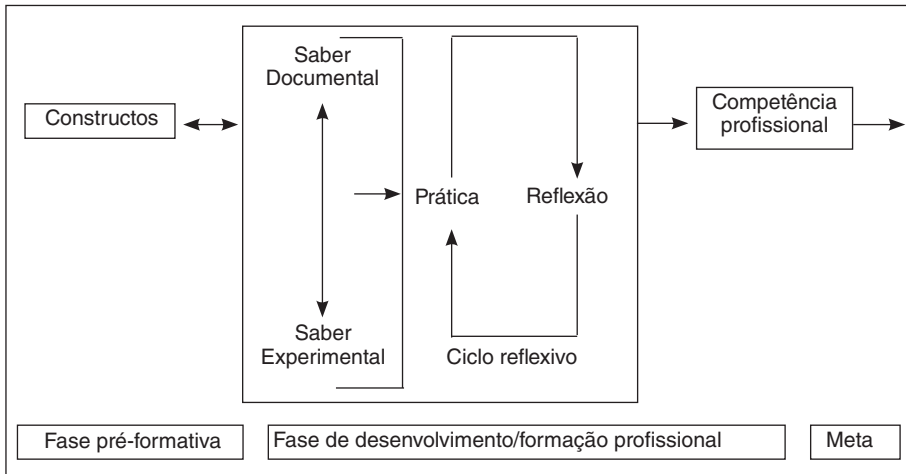 Saber
Documental
Constructos
Competência
profissional
Prática
Reflexão
Saber
Experimental
Ciclo reflexivo
Fase pré-formativa
Fase de desenvolvimento/formação profissional
Meta